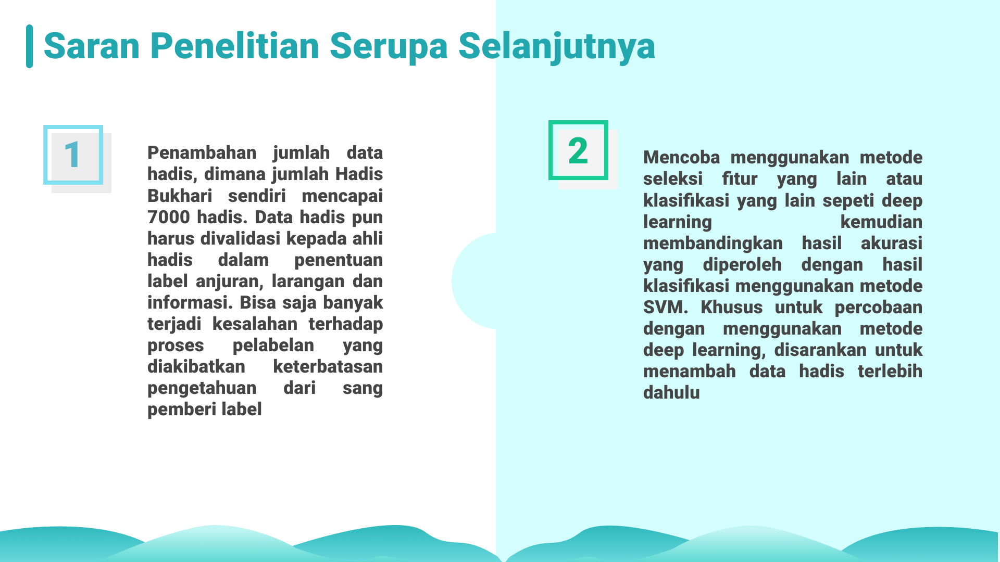 Saran Penelitian Serupa Selanjutnya
1
Penambahan jumlah data
hadis, dimana jumlah Hadis
Bukhari sendiri mencapai
7000 hadis. Data hadis pun
harus divalidasi kepada ahli
hadis dalam penentuan
label anjuran, larangan dan
informasi. Bisa saja banyak
terjadi kesalahan terhadap
proses pelabelan yang
diakibatkan keterbatasan
pengetahuan dari sang
pemberi label
2
Mencoba menggunakan metode
seleksi fitur yang lain atau
klasifikasi yang lain sepeti deep
learning kemudian
membandingkan hasil akurasi
yang diperoleh dengan hasil
klasifikasi menggunakan metode
SVM. Khusus untuk percobaan
dengan menggunakan metode
deep learning, disarankan untuk
menambah data hadis terlebih
dahulu